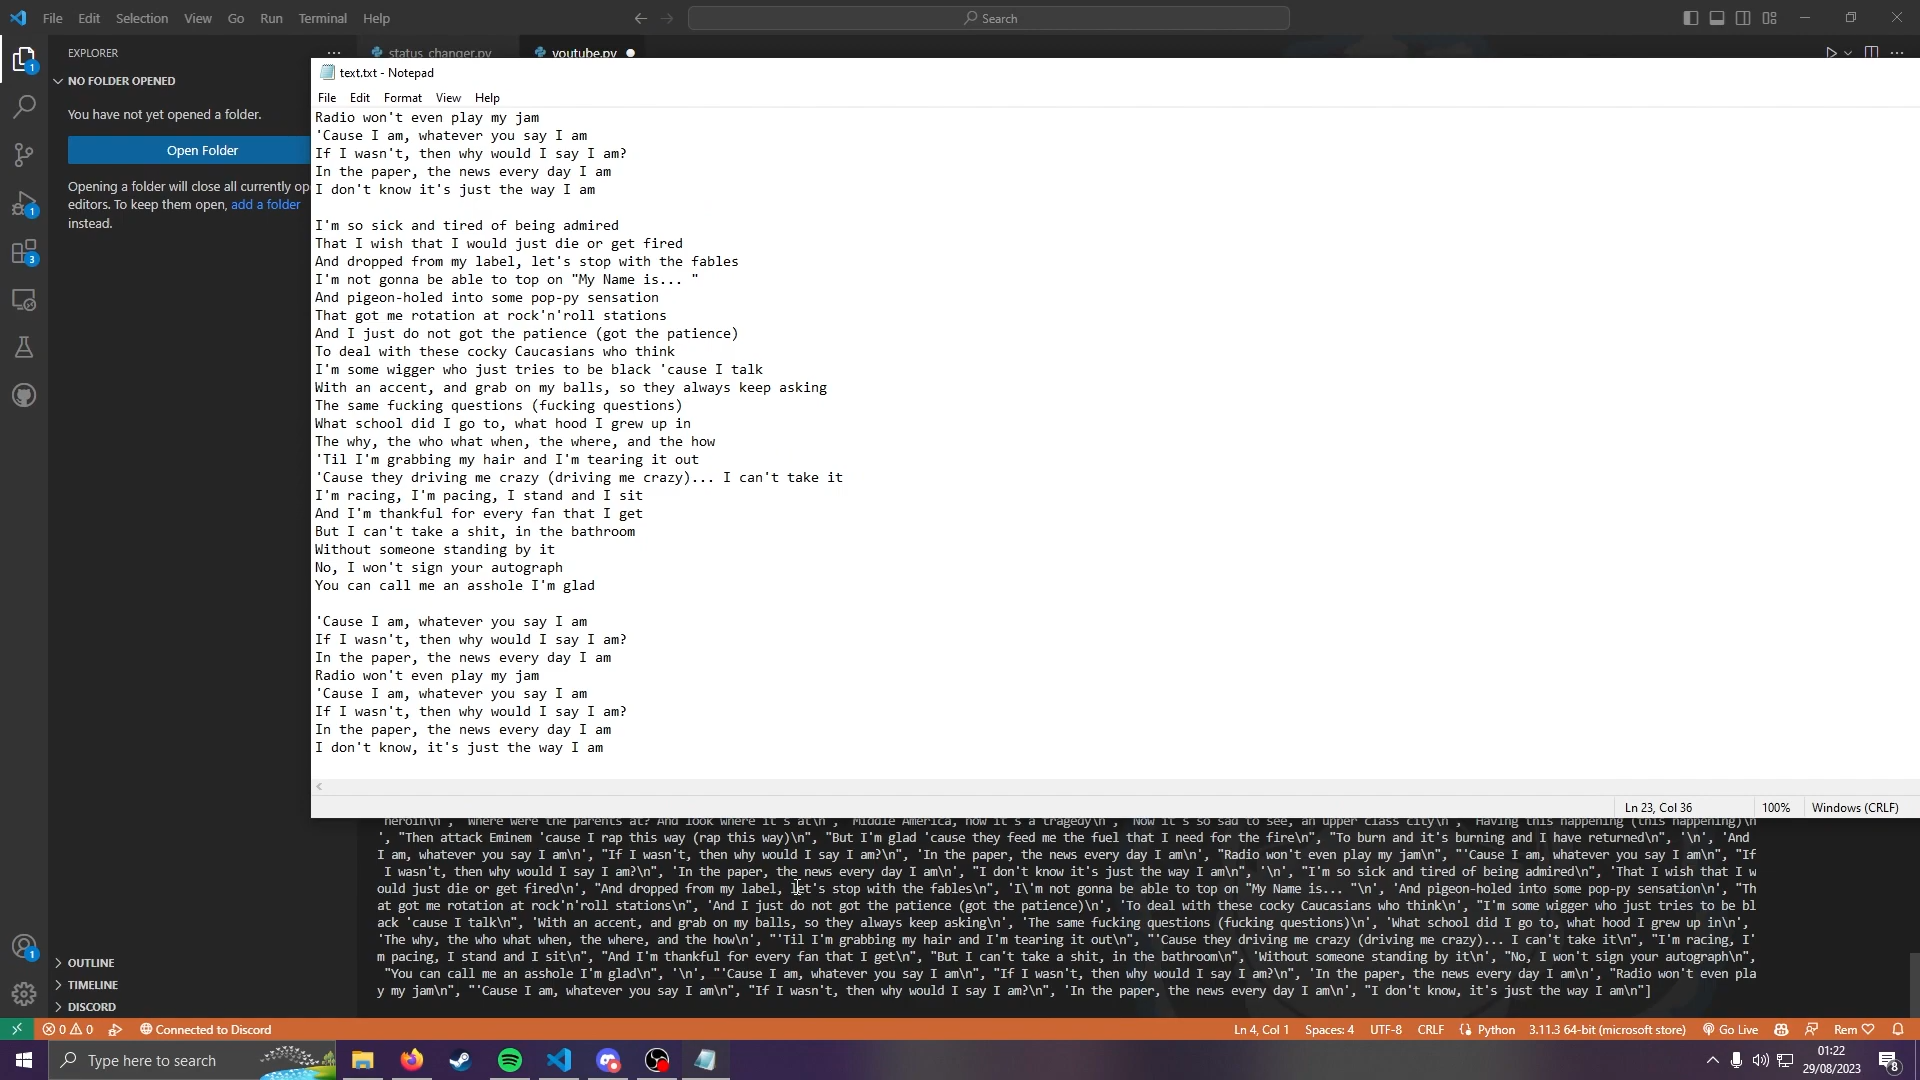 File Edit Selection View Go Run Terminal Help
Search
EXPLORER
status_changer.py
youtube.py
NO FOLDER OPENED
You have not yet opened a folder.
Open Folder
Opening a folder will close all currently op
editors. To keep them open, add a folder
instead.
text.txt - Notepad
File Edit Format View Help
Radio won't even play my jam
'Cause I am, whatever you say I am
If I wasn't, then why would I say I am?
In the paper, the news every day I am
I don't know it's just the way I am
I'm so sick and tired of being admired
That I wish that I would just die or get fired
And dropped from my label, let's stop with the fables
I'm not gonna be able to top on "My Name is... "
And pigeon-holed into some pop-py sensation
That got me rotation at rock'n'roll stations
And I just do not got the patience (got the patience)
To deal with these cocky Caucasians who think
I'm some wigger who just tries to be black 'cause I talk
With an accent, and grab on my balls, so they always keep asking
The same fucking questions (fucking questions)
What school did I go to, what hood I grew up in
The why, the who what when, the where, and the how
'Til I'm grabbing my hair and I'm tearing it out
'Cause they driving me crazy (driving me crazy)... I can't take it
I'm racing, I'm pacing, I stand and I sit
And I'm thankful for every fan that I get
But I can't take a shit, in the bathroom
Without someone standing by it
No, I won't sign your autograph
You can call me an asshole I'm glad
'Cause I am, whatever you say I am
If I wasn't, then why would I say I am?
In the paper, the news every day I am
Radio won't even play my jam
'Cause I am, whatever you say I am
If I wasn't, then why would I say I am?
In the paper, the news every day I am
I don't know, it's just the way I am
Ln 23, Col 36 100% Windows (CRLF)
heroin\n", "Where were the parents at? And look where it's at\n", "Middle America, now it's a tragedy\n", "Now it's so sad to see, an upper class city\n", "Having this happening (this happening)\n
', "Then attack Eminem 'cause I rap this way (rap this way)\n", "But I'm glad 'cause they feed me the fuel that I need for the fire\n", "To burn and it's burning and I have returned\n", '\n', 'And
I am, whatever you say I am\n', "If I wasn't, then why would I say I am?\n", 'In the paper, the news every day I am\n', "Radio won't even play my jam\n", "'Cause I am, whatever you say I am\n", "If
I wasn't, then why would I say I am?\n", 'In the paper, the news every day I am\n', "I don't know it's just the way I am\n", '\n', "I'm so sick and tired of being admired\n", 'That I wish that I w
ould just die or get fired\n', "And dropped from my label, let's stop with the fables\n", 'I\'m not gonna be able to top on "My Name is... "\n', 'And pigeon-holed into some pop-py sensation\n', "Th
at got me rotation at rock'n'roll stations\n", 'And I just do not got the patience (got the patience)\n', 'To deal with these cocky Caucasians who think\n', "I'm some wigger who just tries to be bl
ack 'cause I talk\n", 'With an accent, and grab on my balls, so they always keep asking\n', 'The same fucking questions (fucking questions)\n', 'What school did I go to, what hood I grew up in\n',
'The why, the who what when, the where, and the how\n', "'Til I'm grabbing my hair and I'm tearing it out\n", "'Cause they driving me crazy (driving me crazy)... I can't take it\n", "I'm racing, I'
m pacing, I stand and I sit\n", "And I'm thankful for every fan that I get\n", "But I can't take a shit, in the bathroom\n", 'Without someone standing by it\n', "No, I won't sign your autograph\n",
"You can call me an asshole I'm glad\n", '\n', "'Cause I am, whatever you say I am\n", "If I wasn't, then why would I say I am?\n", 'In the paper, the news every day I am\n', "Radio won't even pla
y my jam\n", "'Cause I am, whatever you say I am\n", "If I wasn't, then why would I say I am?\n", 'In the paper, the news every day I am\n', "I don't know, it's just the way I am\n"]
OUTLINE
TIMELINE
DISCORD
0 0 Connected to Discord Ln 4, Col 1 Spaces: 4 UTF-8 CRLF Python 3.11.3 64-bit (microsoft store) Go Live Rem
Type here to search
01:22
29/08/2023
8